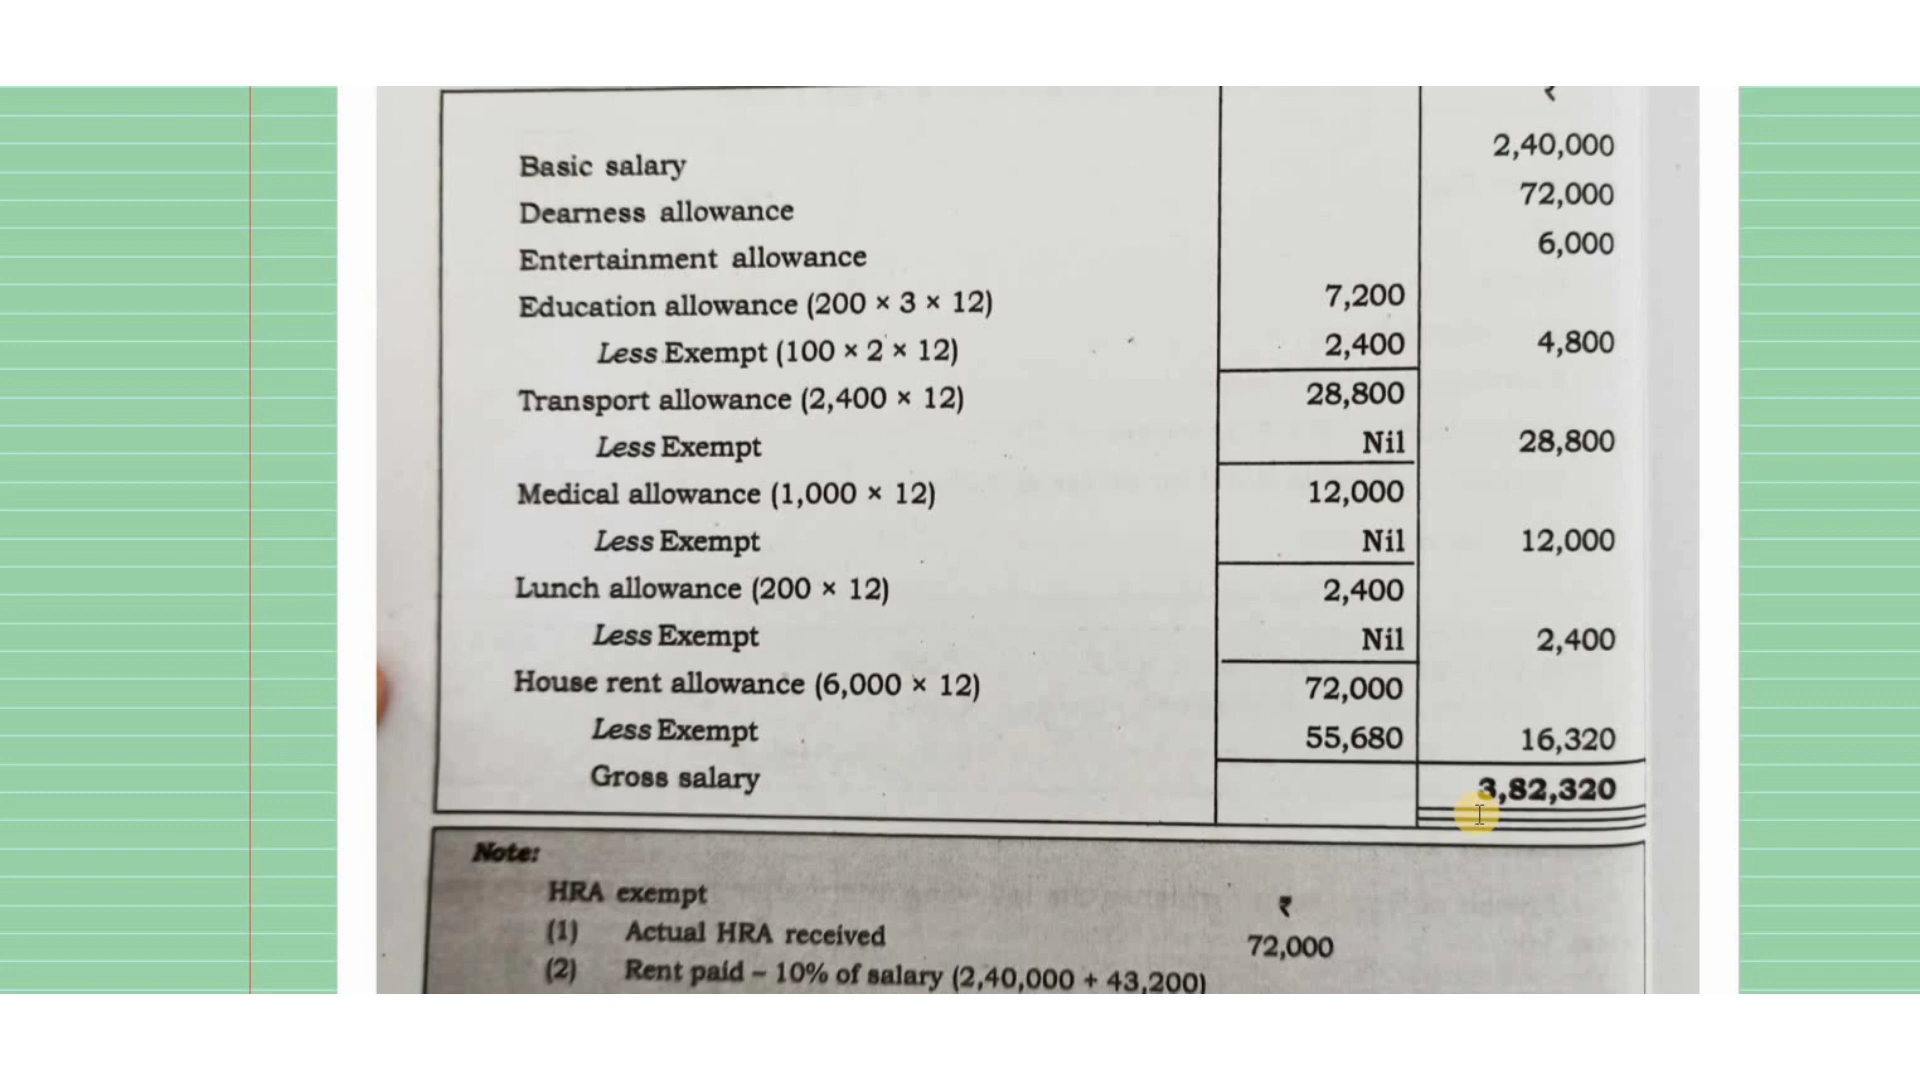 ₹
Basic salary 2,40,000
Dearness allowance 72,000
Entertainment allowance 6,000
Education allowance (200 × 3 × 12) 7,200
Less Exempt (100 × 2 × 12) 2,400 4,800
Transport allowance (2,400 × 12) 28,800
Less Exempt Nil 28,800
Medical allowance (1,000 × 12) 12,000
Less Exempt Nil 12,000
Lunch allowance (200 × 12) 2,400
Less Exempt Nil 2,400
House rent allowance (6,000 × 12) 72,000
Less Exempt 55,680 16,320
Gross salary 3,82,320
Note:
HRA exempt ₹
(1) Actual HRA received 72,000
(2) Rent paid – 10% of salary (2,40,000 + 43,200)